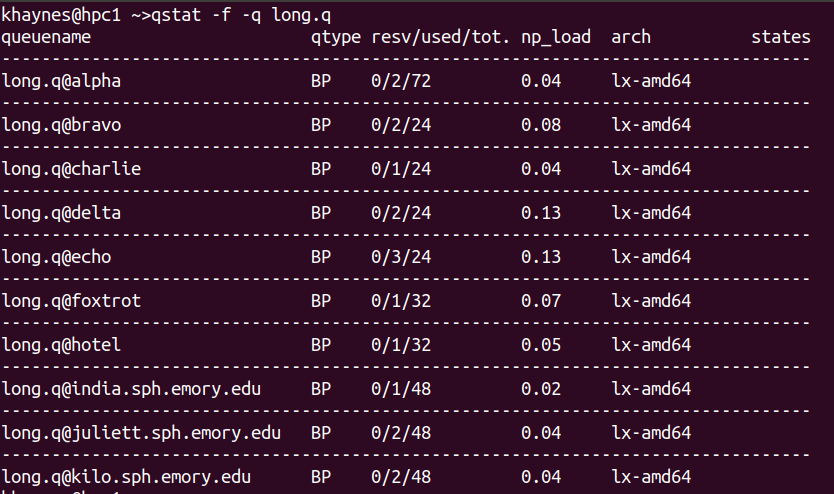 khaynes@hpc1 ~>qstat -f -q long.q
queuename                      qtype resv/used/tot. np_load  arch          states
---------------------------------------------------------------------------------
long.q@alpha                   BP    0/2/72         0.04     lx-amd64
---------------------------------------------------------------------------------
long.q@bravo                   BP    0/2/24         0.08     lx-amd64
---------------------------------------------------------------------------------
long.q@charlie                 BP    0/1/24         0.04     lx-amd64
---------------------------------------------------------------------------------
long.q@delta                   BP    0/2/24         0.13     lx-amd64
---------------------------------------------------------------------------------
long.q@echo                    BP    0/3/24         0.13     lx-amd64
---------------------------------------------------------------------------------
long.q@foxtrot                 BP    0/1/32         0.07     lx-amd64
---------------------------------------------------------------------------------
long.q@hotel                   BP    0/1/32         0.05     lx-amd64
---------------------------------------------------------------------------------
long.q@india.sph.emory.edu     BP    0/1/48         0.02     lx-amd64
---------------------------------------------------------------------------------
long.q@juliett.sph.emory.edu   BP    0/2/48         0.04     lx-amd64
---------------------------------------------------------------------------------
long.q@kilo.sph.emory.edu      BP    0/2/48         0.04     lx-amd64